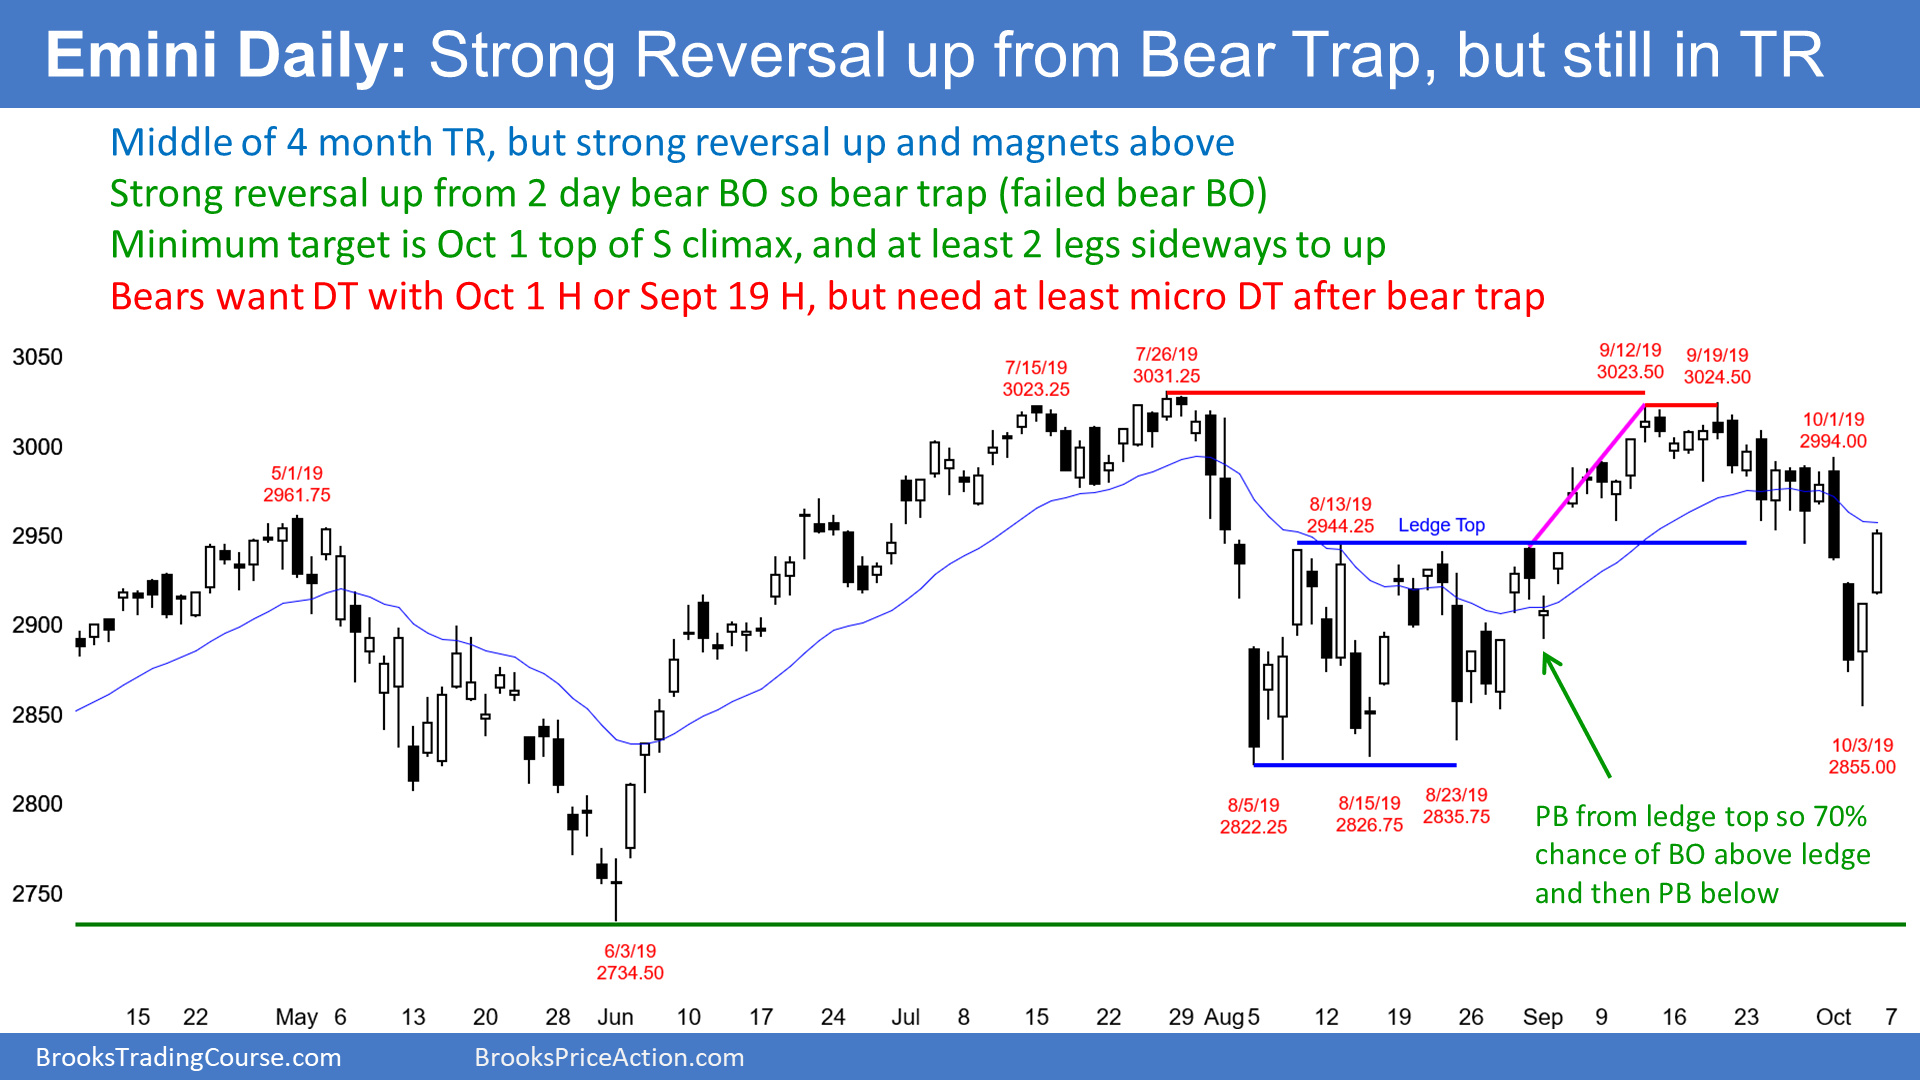 Emini Daily: Strong Reversal up from Bear Trap, but still in TR
Middle of 4 month TR, but strong reversal up and magnets above
Strong reversal up from 2 day bear BO so bear trap (failed bear BO)
Minimum target is Oct 1 top of S climax, and at least 2 legs sideways to up
Bears want DT with Oct 1 H or Sept 19 H, but need at least micro DT after bear trap
3050
3000
2950
2900
2850
2800
2750
5/1/19
2961.75
6/3/19
2734.50
7/15/19
3023.25
7/26/19
3031.25
8/5/19
2822.25
8/13/19
2944.25
Ledge Top
8/15/19
2826.75
8/23/19
2835.75
9/12/19
3023.50
9/19/19
3024.50
10/1/19
2994.00
10/3/19
2855.00
PB from ledge top so 70%
chance of BO above ledge
and then PB below
15 22 May 6 13 20 28 Jun 10 17 24 Jul 8 15 22 29 Aug 5 12 19 26 Sep 9 16 23 Oct 7
BrooksTradingCourse.com
BrooksPriceAction.com